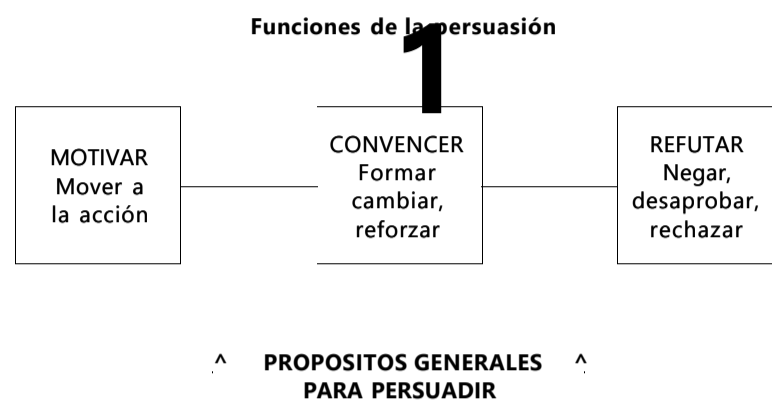 Funciones de la persuasión
1
MOTIVAR
Mover a
la acción
CONVENCER
Formar
cambiar,
reforzar
REFUTAR
Negar,
desaprobar,
rechazar
^ PROPOSITOS GENERALES ^
PARA PERSUADIR